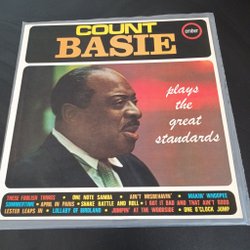 COUNT
BASIE
ember
plays
the
great
standards
THESE FOOLISH THINGS • ONE NOTE SAMBA • AIN'T MISBEHAVIN' • MAKIN' WHOOPEE
SUMMERTIME • APRIL IN PARIS • SHAKE RATTLE AND ROLL • I GOT IT BAD AND THAT AIN'T GOOD
LESTER LEAPS IN • LULLABY OF BIRDLAND • JUMPIN' AT THE WOODSIDE • ONE O'CLOCK JUMP